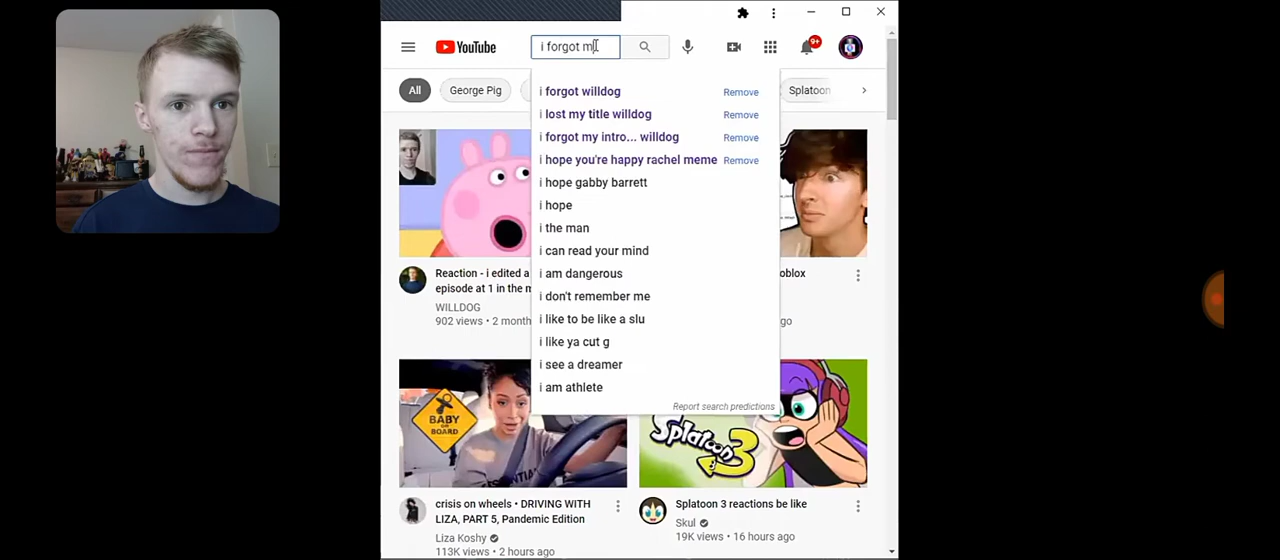 YouTube
i forgot m
9+
All
George Pig
Splatoon
i forgot willdog
Remove
i lost my title willdog
Remove
i forgot my intro... willdog
Remove
i hope you're happy rachel meme
Remove
i hope gabby barrett
i hope
i the man
i can read your mind
i am dangerous
i don't remember me
i like to be like a slu
i like ya cut g
i see a dreamer
i am athlete
Report search predictions
Reaction - i edited a
episode at 1 in the m
WILLDOG
902 views • 2 month
oblox
go
BABY
ON
BOARD
ESSENTIAL
Splatoon
3
crisis on wheels • DRIVING WITH
LIZA, PART 5, Pandemic Edition
Liza Koshy
113K views • 2 hours ago
Splatoon 3 reactions be like
Skul
19K views • 16 hours ago